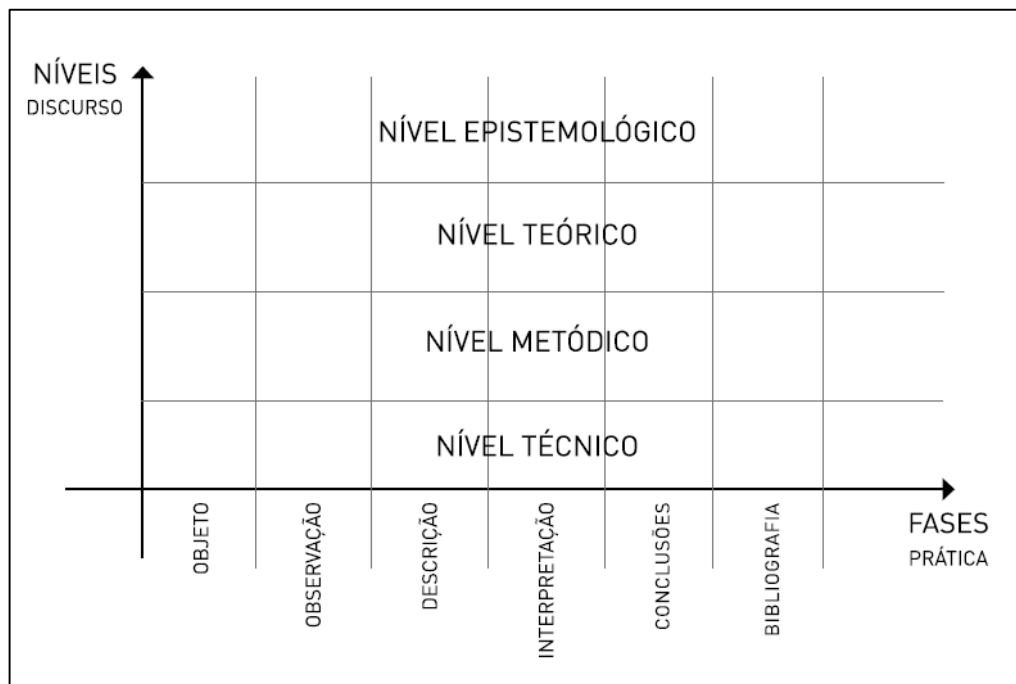 NÍVEIS
DISCURSO
NÍVEL EPISTEMOLÓGICO
NÍVEL TEÓRICO
NÍVEL METÓDICO
NÍVEL TÉCNICO
OBJETO
OBSERVAÇÃO
DESCRIÇÃO
INTERPRETAÇÃO
CONCLUSÕES
BIBLIOGRAFIA
FASES
PRÁTICA